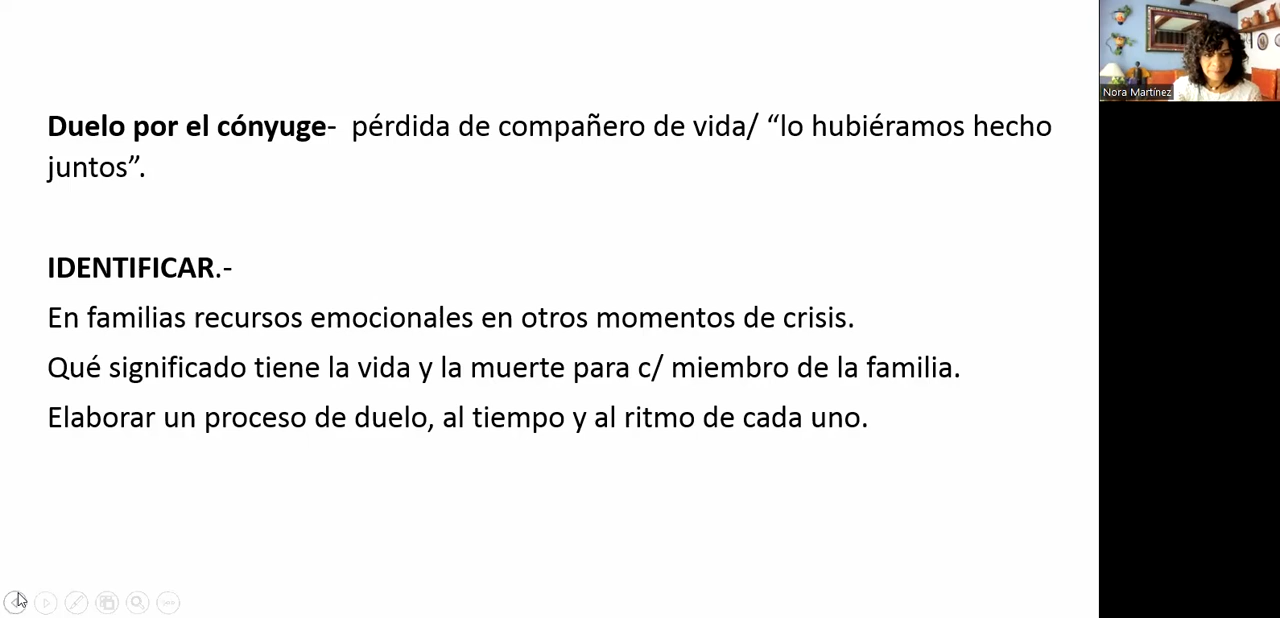 Duelo por el cónyuge-  pérdida de compañero de vida/ “lo hubiéramos hecho
juntos”.
IDENTIFICAR.-
En familias recursos emocionales en otros momentos de crisis.
Qué significado tiene la vida y la muerte para c/ miembro de la familia.
Elaborar un proceso de duelo, al tiempo y al ritmo de cada uno.
Nora Martínez